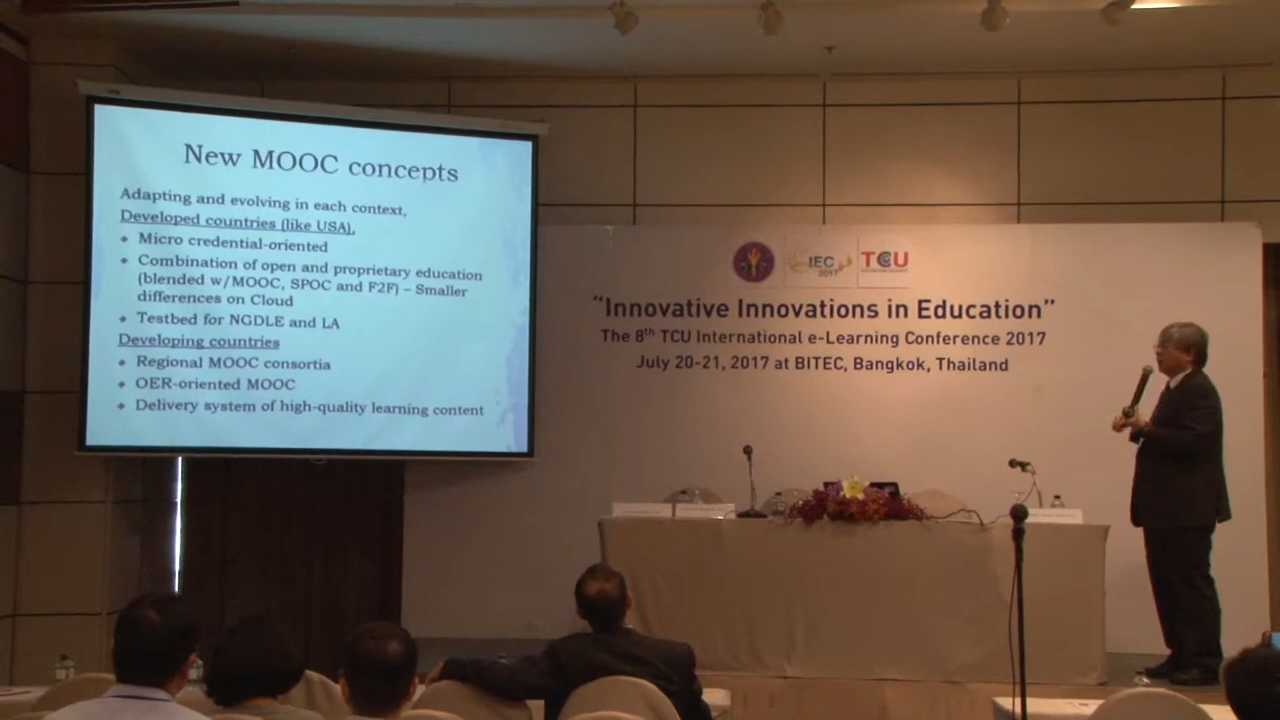 New MOOC concepts
Adapting and evolving in each context,
Developed countries (like USA),
Micro credential-oriented
Combination of open and proprietary education
(blended w/MOOC, SPOC and F2F) – Smaller
differences on Cloud
Testbed for NGDLE and LA
Developing countries
Regional MOOC consortia
OER-oriented MOOC
Delivery system of high-quality learning content
IEC
2017
TCU
“Innovative Innovations in Education”
The 8th TCU International e-Learning Conference 2017
July 20-21, 2017 at BITEC, Bangkok, Thailand